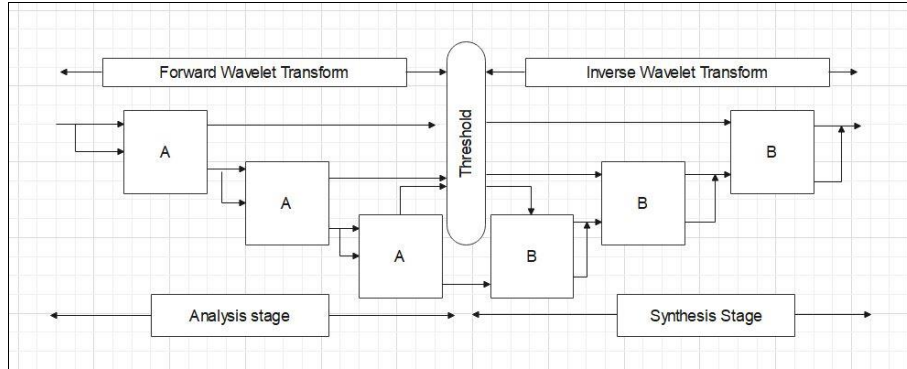 Forward Wavelet Transform
Inverse Wavelet Transform
Threshold
A
B
A
B
A
B
Analysis stage
Synthesis Stage